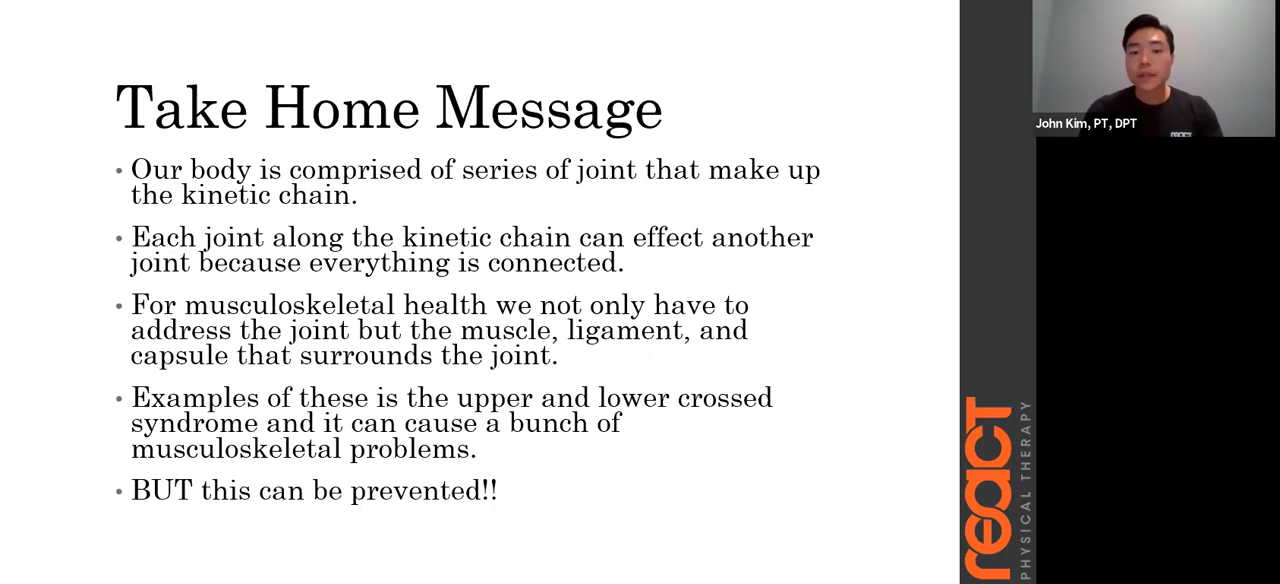 Take Home Message
• Our body is comprised of series of joint that make up
the kinetic chain.
• Each joint along the kinetic chain can effect another
joint because everything is connected.
• For musculoskeletal health we not only have to
address the joint but the muscle, ligament, and
capsule that surrounds the joint.
• Examples of these is the upper and lower crossed
syndrome and it can cause a bunch of
musculoskeletal problems.
• BUT this can be prevented!!
John Kim, PT, DPT
react
PHYSICAL THERAPY